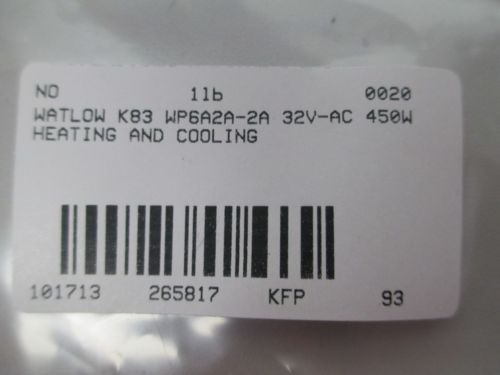 NO 1lb 0020
WATLOW K83 WP6A2A-2A 32V-AC 450W
HEATING AND COOLING
101713 265817 KFP 93